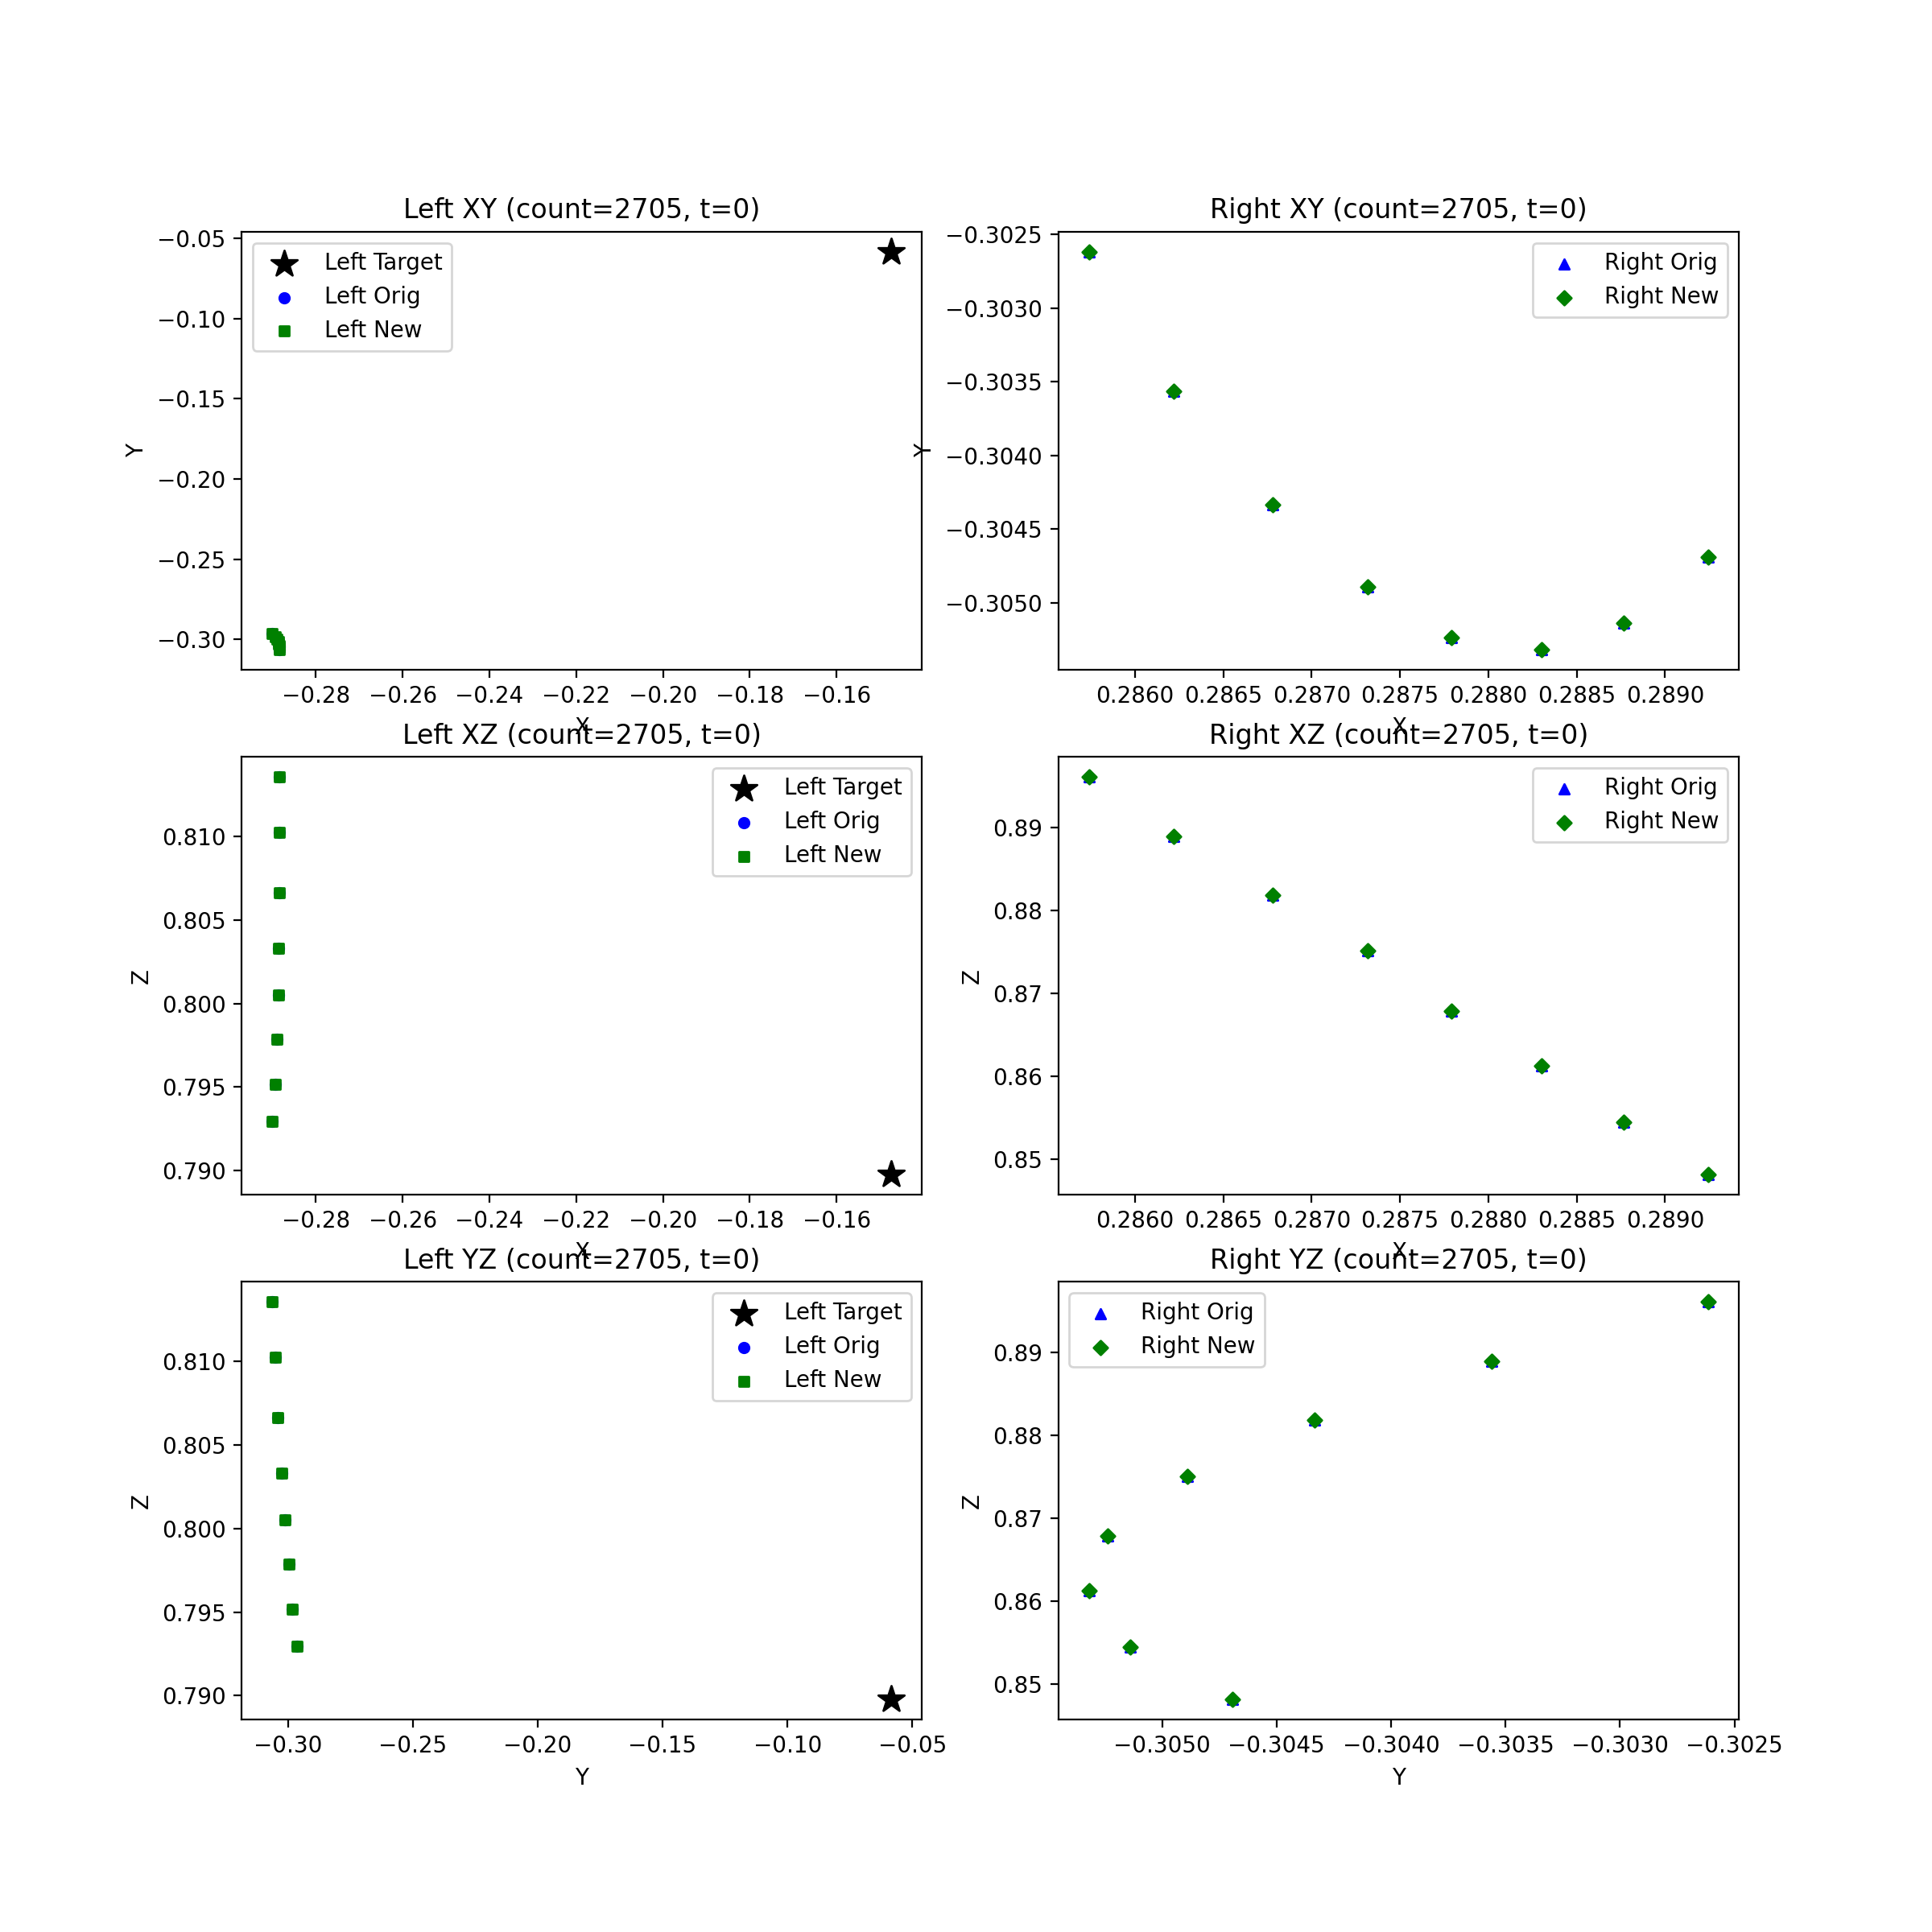 Left XY (count=2705, t=0)
−0.05
−0.10
−0.15
−0.20
−0.25
−0.30
Y
Left Target
Left Orig
Left New
−0.28 −0.26 −0.24 −0.22 −0.20 −0.18 −0.16
X
Right XY (count=2705, t=0)
−0.3025
−0.3030
−0.3035
−0.3040
−0.3045
−0.3050
Y
Right Orig
Right New
0.2860 0.2865 0.2870 0.2875 0.2880 0.2885 0.2890
X
Left XZ (count=2705, t=0)
0.810
0.805
0.800
0.795
0.790
Z
Left Target
Left Orig
Left New
−0.28 −0.26 −0.24 −0.22 −0.20 −0.18 −0.16
X
Right XZ (count=2705, t=0)
0.89
0.88
0.87
0.86
0.85
Z
Right Orig
Right New
0.2860 0.2865 0.2870 0.2875 0.2880 0.2885 0.2890
X
Left YZ (count=2705, t=0)
0.810
0.805
0.800
0.795
0.790
Z
Left Target
Left Orig
Left New
−0.30 −0.25 −0.20 −0.15 −0.10 −0.05
Y
Right YZ (count=2705, t=0)
0.89
0.88
0.87
0.86
0.85
Z
Right Orig
Right New
−0.3050 −0.3045 −0.3040 −0.3035 −0.3030 −0.3025
Y